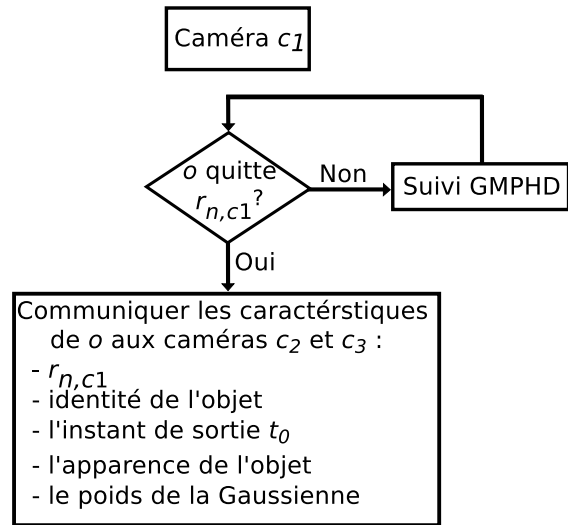 Caméra c1
o quitte
rn,c1?
Non
Suivi GMPHD
Oui
Communiquer les caractérstiques
de o aux caméras c2 et c3 :
- rn,c1
- identité de l'objet
- l'instant de sortie t0
- l'apparence de l'objet
- le poids de la Gaussienne